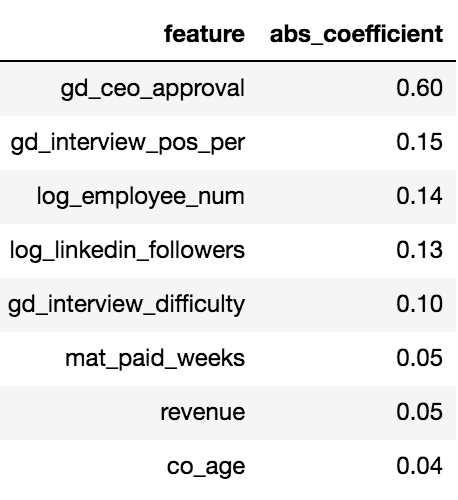 feature abs_coefficient
gd_ceo_approval 0.60
gd_interview_pos_per 0.15
log_employee_num 0.14
log_linkedin_followers 0.13
gd_interview_difficulty 0.10
mat_paid_weeks 0.05
revenue 0.05
co_age 0.04